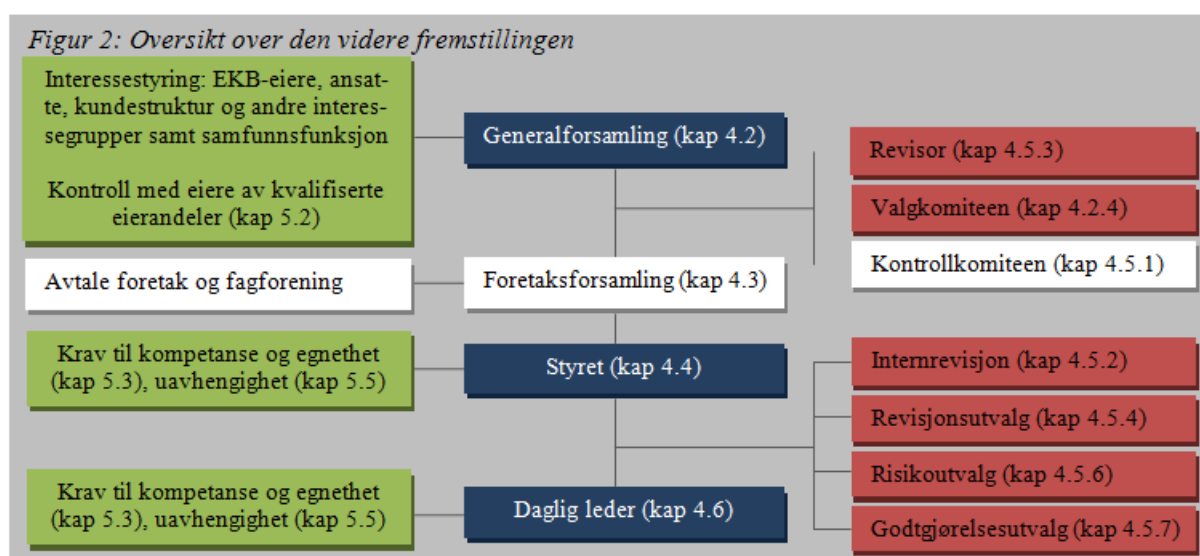 Figur 2: Oversikt over den videre fremstillingen
Interessestyring: EKB-eiere, ansat-
te, kundestruktur og andre interes-
segrupper samt samfunnsfunksjon
Kontroll med eiere av kvalifiserte
eierandeler (kap 5.2)
Generalforsamling (kap 4.2)
Revisor (kap 4.5.3)
Valgkomiteen (kap 4.2.4)
Kontrollkomiteen (kap 4.5.1)
Avtale foretak og fagforening
Foretaksforsamling (kap 4.3)
Krav til kompetanse og egnethet
(kap 5.3), uavhengighet (kap 5.5)
Styret (kap 4.4)
Internrevisjon (kap 4.5.2)
Revisjonsutvalg (kap 4.5.4)
Risikoutvalg (kap 4.5.6)
Godtgjørelsesutvalg (kap 4.5.7)
Krav til kompetanse og egnethet
(kap 5.3), uavhengighet (kap 5.5)
Daglig leder (kap 4.6)